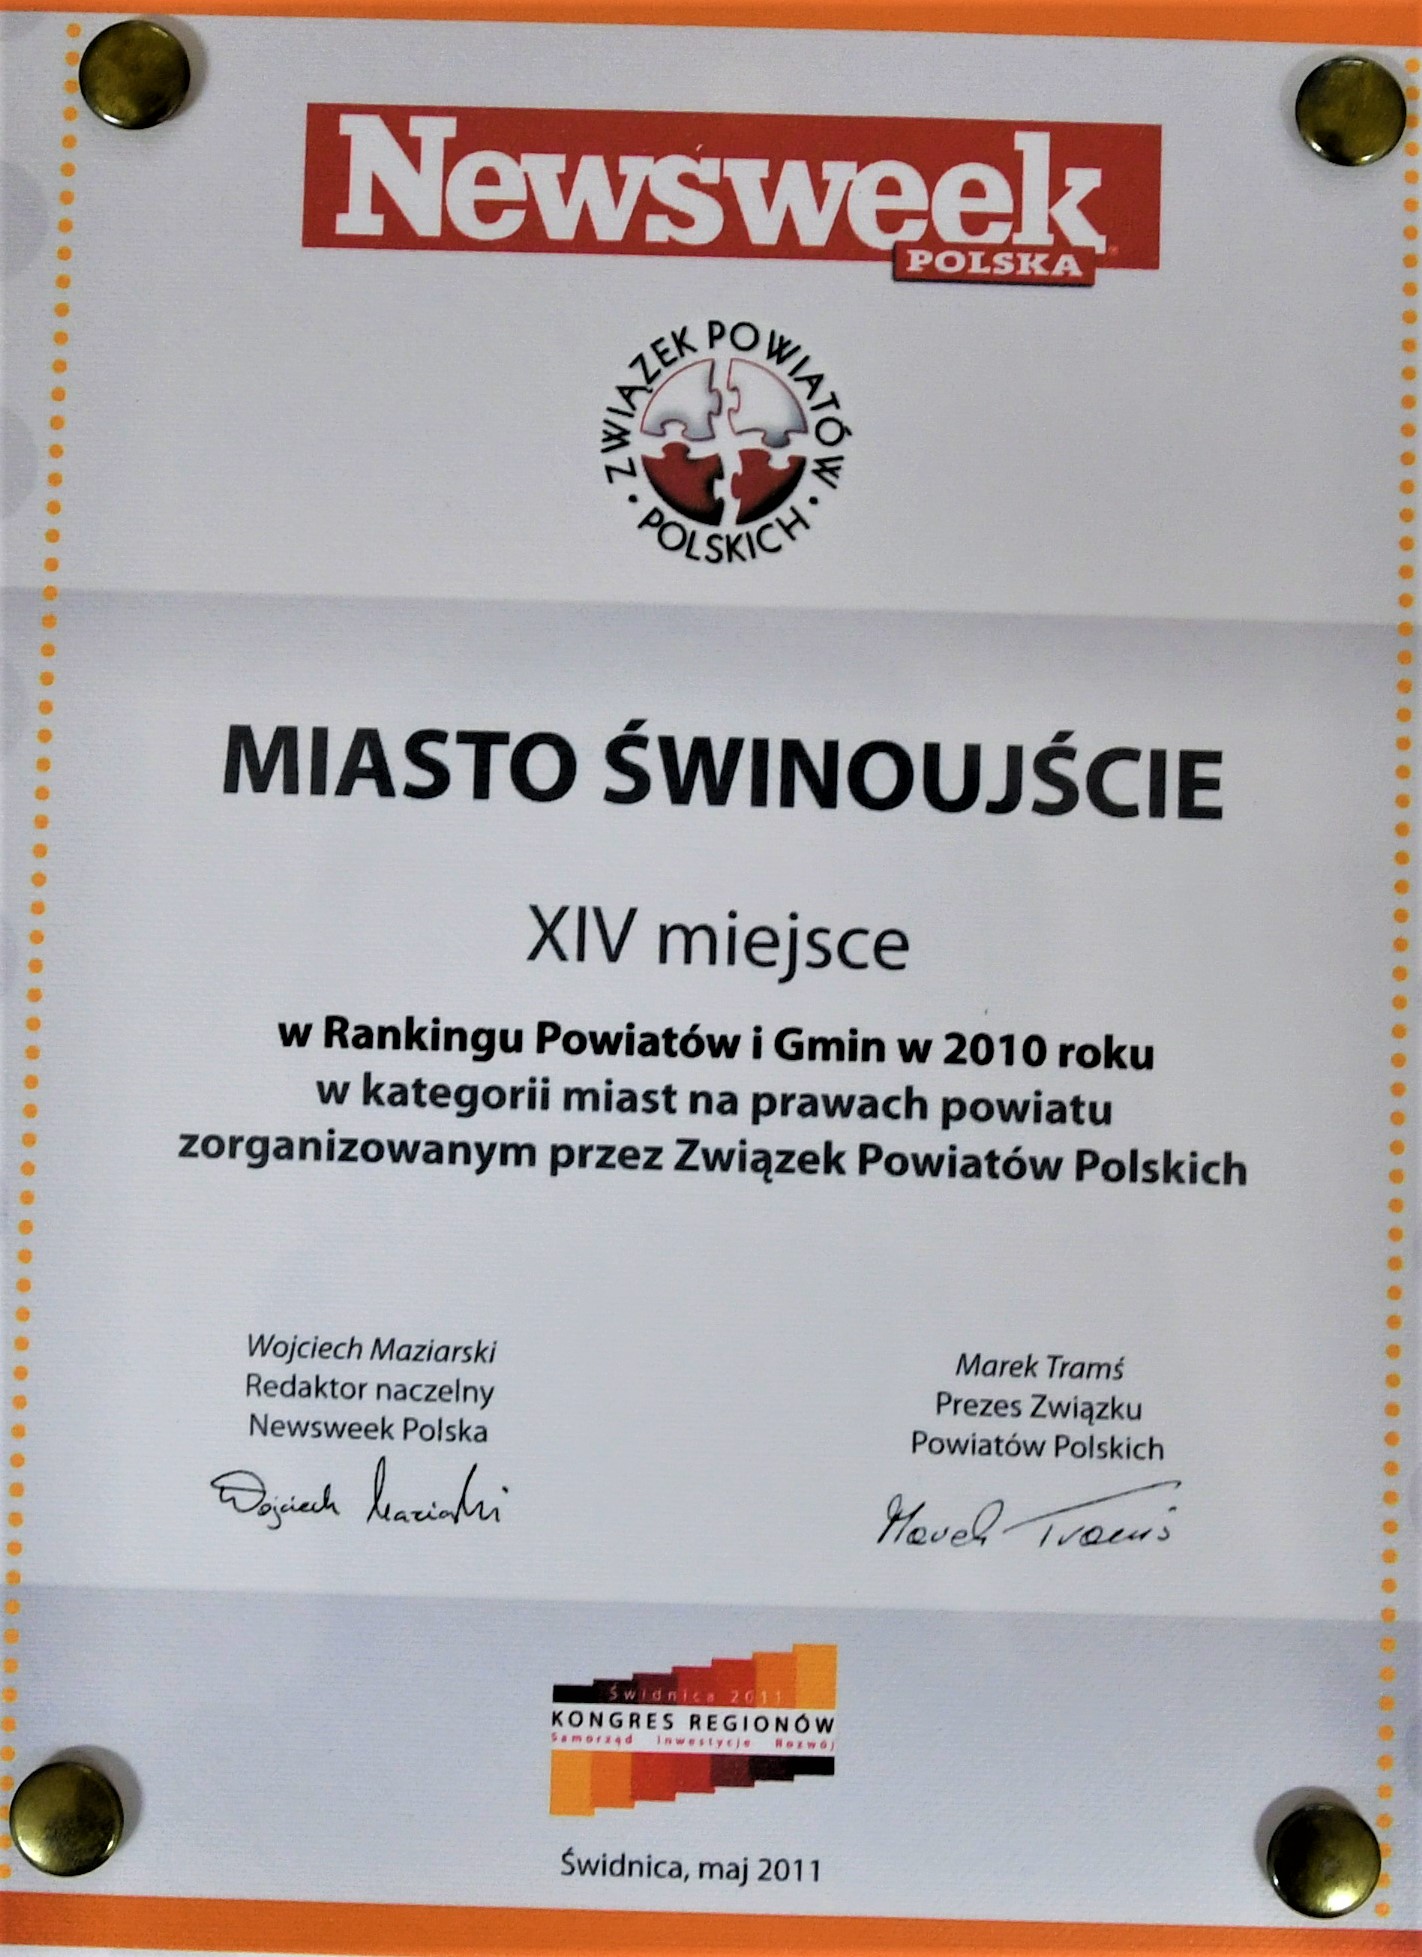 Newsweek
POLSKA
ZWIĄZEK POWIATÓW
• POLSKICH •
MIASTO ŚWINOUJŚCIE
XIV miejsce
w Rankingu Powiatów i Gmin w 2010 roku
w kategorii miast na prawach powiatu
zorganizowanym przez Związek Powiatów Polskich
Wojciech Maziarski
Redaktor naczelny
Newsweek Polska
Wojciech Maziarski
Marek Tramś
Prezes Związku
Powiatów Polskich
Marek Tramś
Świdnica 2011
KONGRES REGIONÓW
Samorząd Inwestycje Rozwój
Świdnica, maj 2011